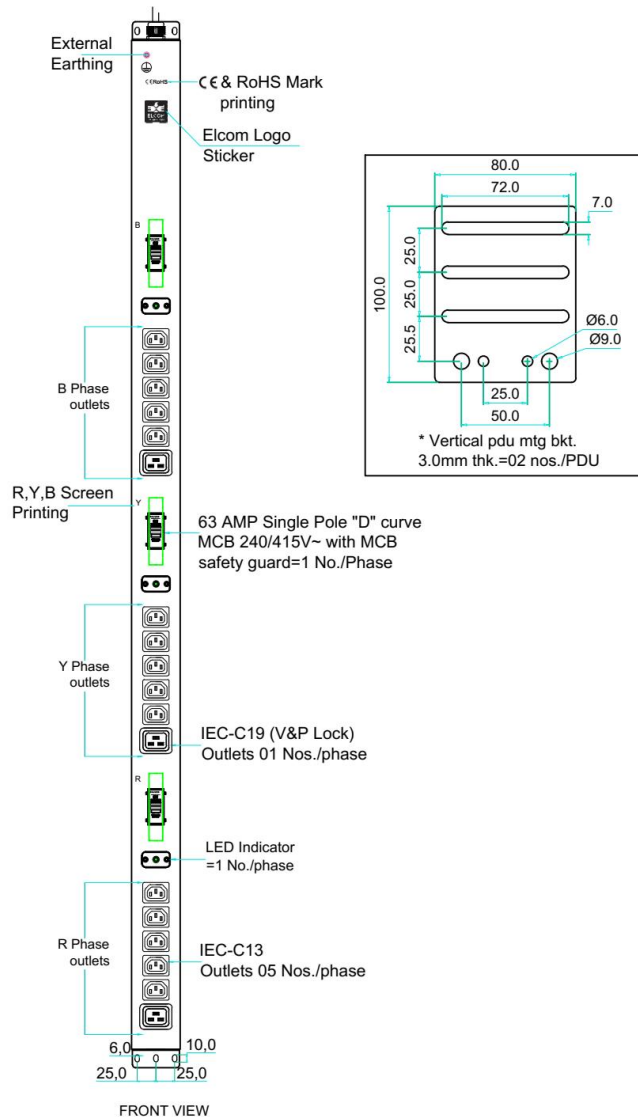 External
Earthing
CE RoHS
CE & RoHS Mark
printing
ELCOM
Elcom Logo
Sticker
B
B Phase
outlets
R,Y,B Screen
Printing
Y
63 AMP Single Pole "D" curve
MCB 240/415V~ with MCB
safety guard=1 No./Phase
Y Phase
outlets
IEC-C19 (V&P Lock)
Outlets 01 Nos./phase
R
LED Indicator
=1 No./phase
R Phase
outlets
IEC-C13
Outlets 05 Nos./phase
6,0
10,0
25,0
25,0
FRONT VIEW
80.0
72.0
7.0
100.0
25.0
25.0
25.5
Ø6.0
Ø9.0
25.0
50.0
* Vertical pdu mtg bkt.
3.0mm thk.=02 nos./PDU